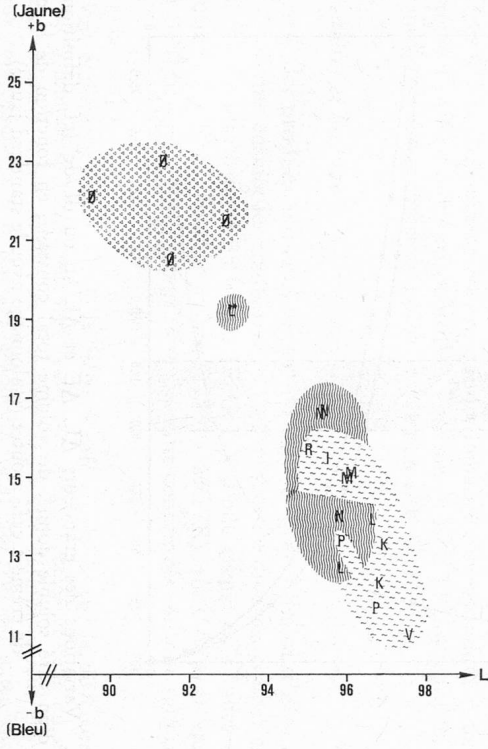 (Jaune)
+b
25
23
Ø
Ø
Ø
21
Ø
19
L*
17
N N
R I
15
M M
N L
P K
13
L
K
P
11
V
L
90 92 94 96 98
-b
(Bleu)